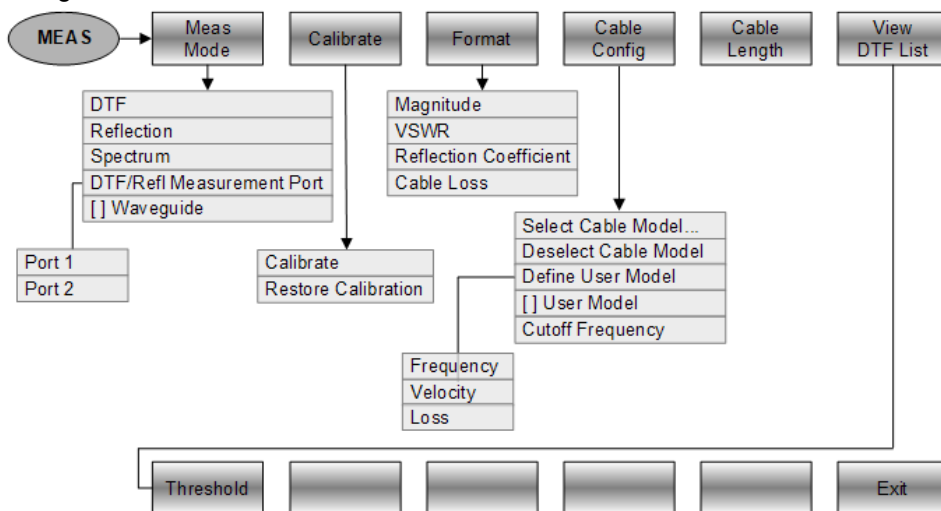 MEAS
Meas
Mode
Calibrate
Format
Cable
Config
Cable
Length
View
DTF List
DTF
Reflection
Spectrum
DTF/Refl Measurement Port
[ ] Waveguide
Port 1
Port 2
Calibrate
Restore Calibration
Magnitude
VSWR
Reflection Coefficient
Cable Loss
Select Cable Model...
Deselect Cable Model
Define User Model
[ ] User Model
Cutoff Frequency
Frequency
Velocity
Loss
Threshold
Exit